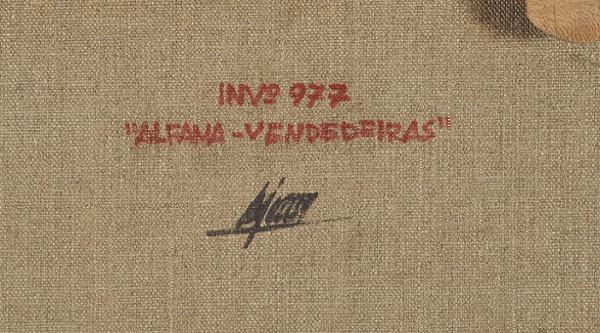 INVº 977
"ALFAMA-VENDEDEIRAS"